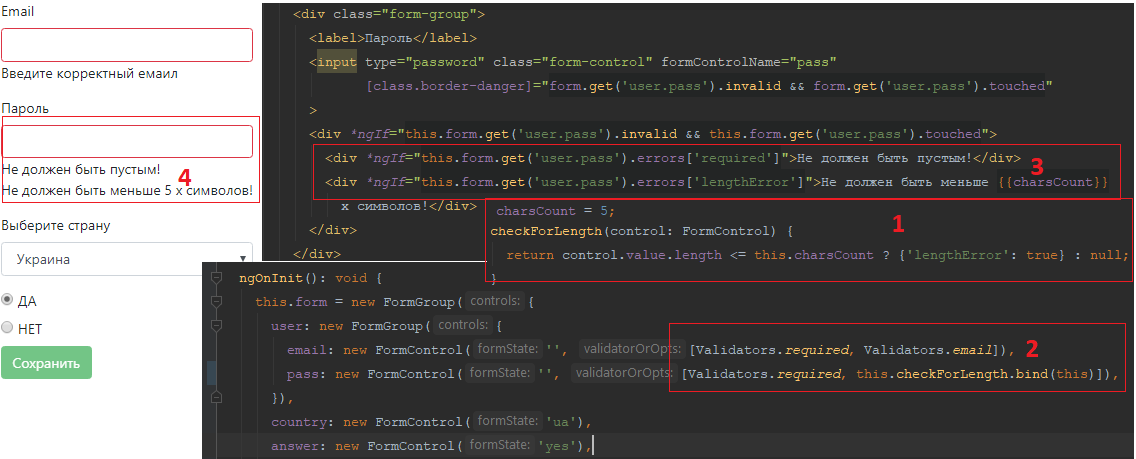 Email
Введите корректный емаил
Пароль
Не должен быть пустым!
Не должен быть меньше 5 х символов!
4
Выберите страну
Украина
ДА
НЕТ
Сохранить
<div class="form-group">
<label>Пароль</label>
<input type="password" class="form-control" formControlName="pass"
[class.border-danger]="form.get('user.pass').invalid && form.get('user.pass').touched"
>
<div *ngIf="this.form.get('user.pass').invalid && this.form.get('user.pass').touched">
<div *ngIf="this.form.get('user.pass').errors['required']">Не должен быть пустым!</div>
3
<div *ngIf="this.form.get('user.pass').errors['lengthError']">Не должен быть меньше {{charsCount}}
х символов!</div>
</div>
</div>
1
charsCount = 5;
checkForLength(control: FormControl) {
return control.value.length <= this.charsCount ? {'lengthError': true} : null;
}
ngOnInit(): void {
this.form = new FormGroup( controls: {
user: new FormGroup( controls: {
email: new FormControl( formState: '', validatorOrOpts: [Validators.required, Validators.email]),
2
pass: new FormControl( formState: '', validatorOrOpts: [Validators.required, this.checkForLength.bind(this)]),
}),
country: new FormControl( formState: 'ua'),
answer: new FormControl( formState: 'yes'),